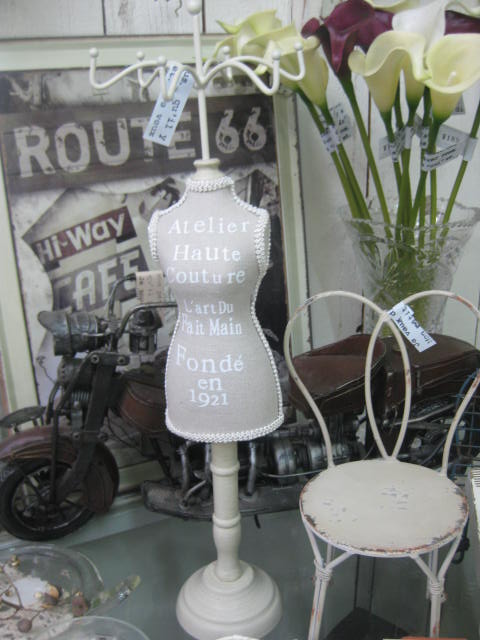 ROUTE 66
Hi-Way
CAFE
Atelier
Haute
Couture
L'art Du
Fait Main
Fondé
en
1921